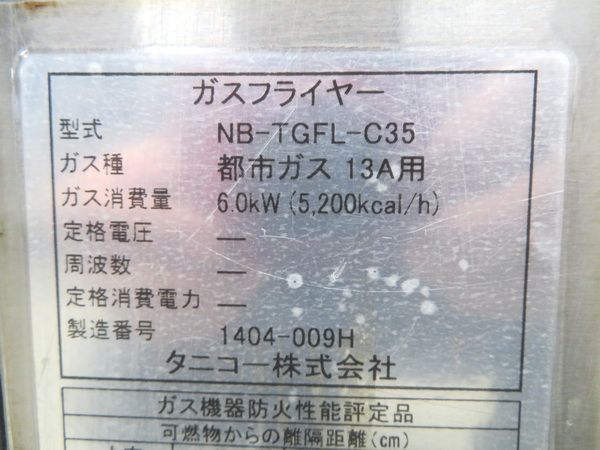 ガスフライヤー
型式 NB-TGFL-C35
ガス種 都市ガス 13A用
ガス消費量 6.0kW (5,200kcal/h)
定格電圧 —
周波数 —
定格消費電力 —
製造番号 1404-009H
タニコー株式会社
ガス機器防火性能評定品
可燃物からの離隔距離(cm)